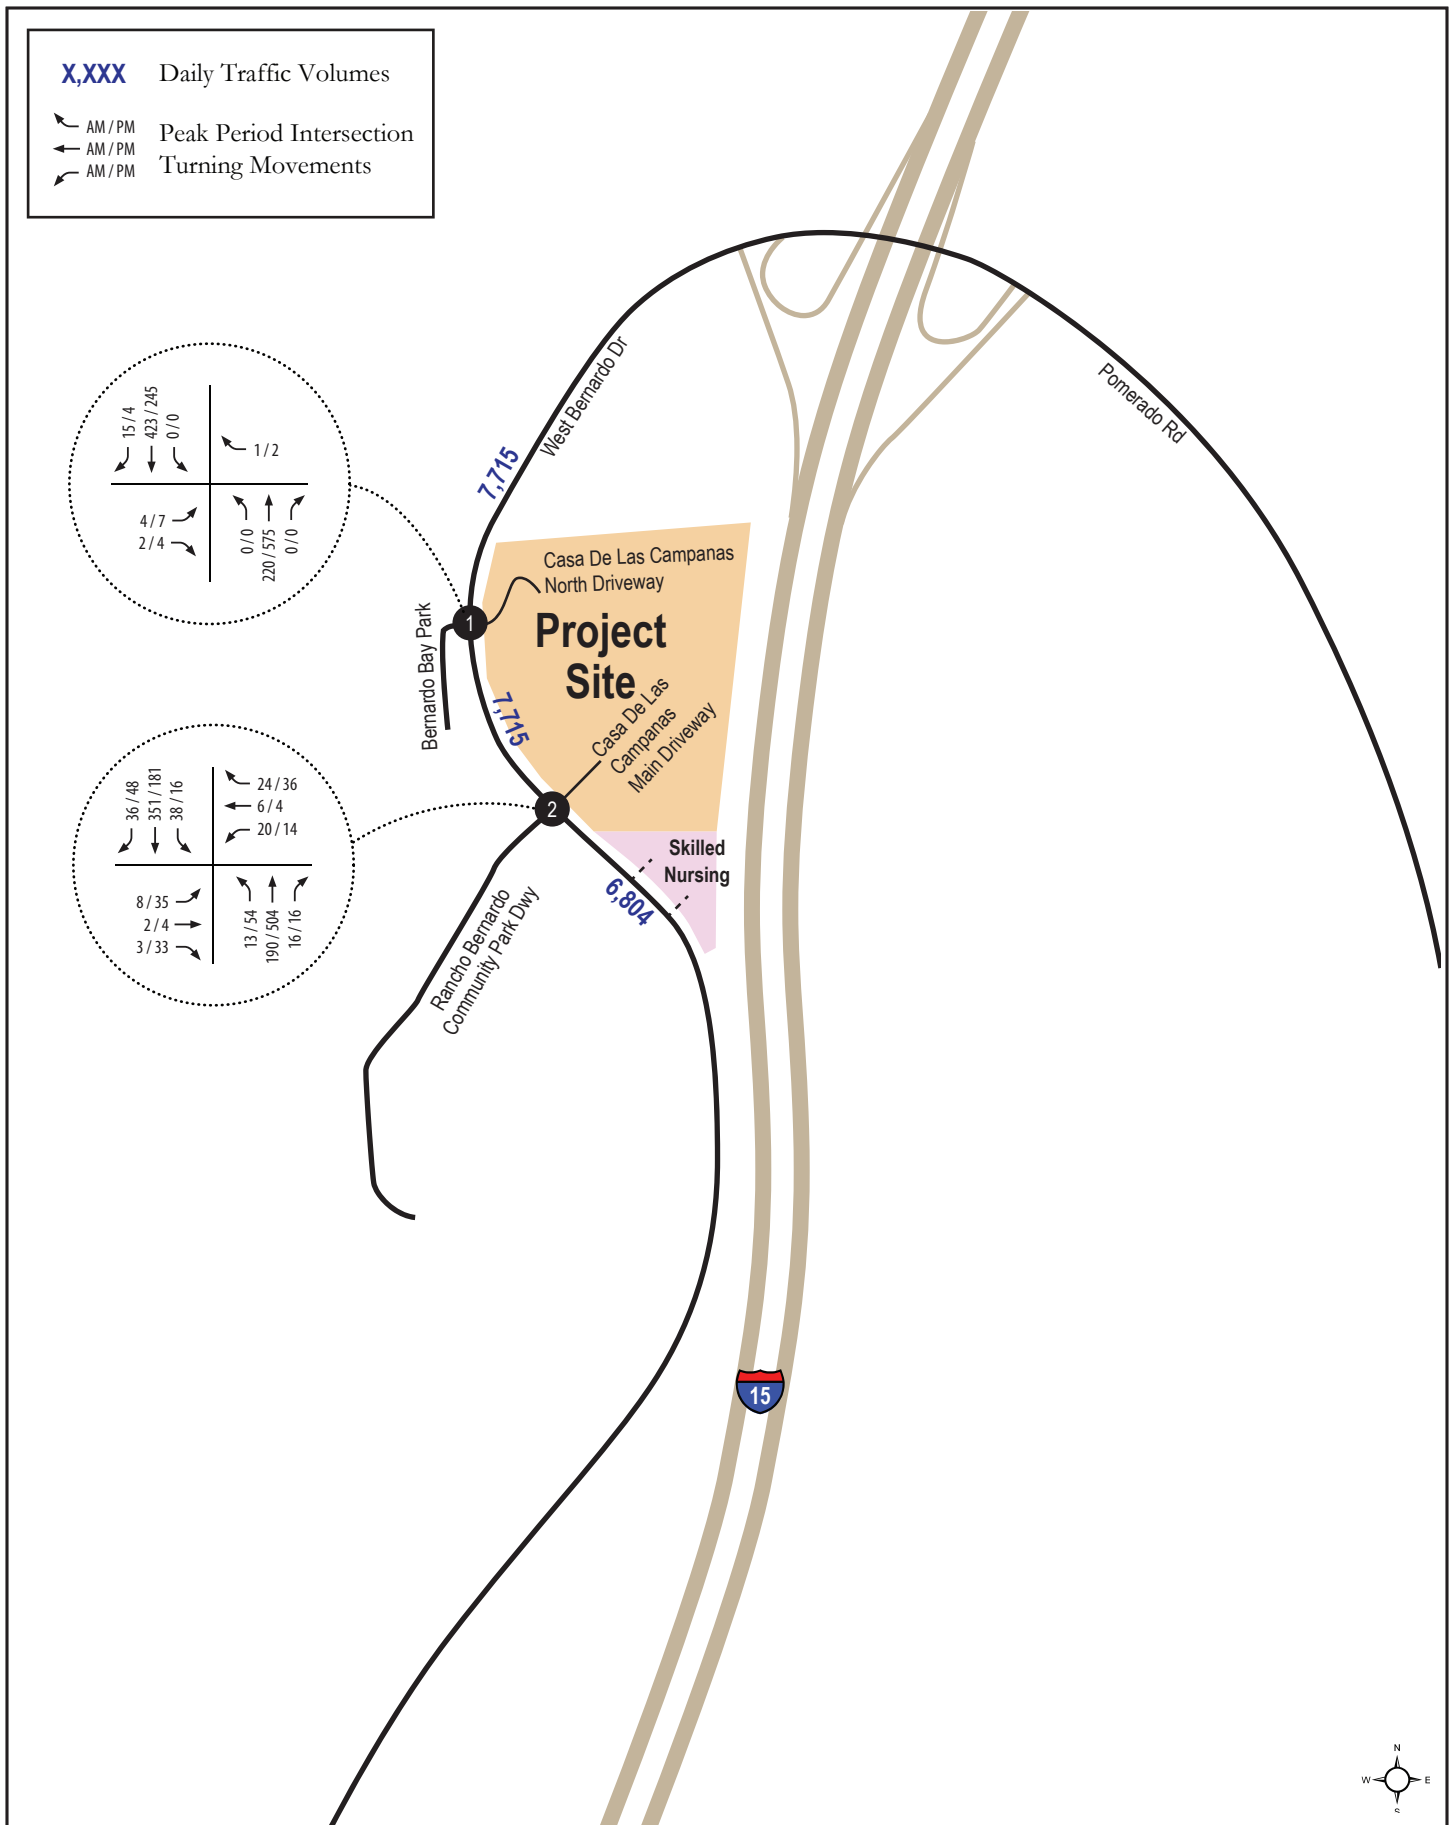 X,XXX Daily Traffic Volumes
AM / PM
AM / PM
AM / PM
Peak Period Intersection
Turning Movements
West Bernardo Dr
Pomerado Rd
7,715
15 / 4
423 / 245
0 / 0
1 / 2
4 / 7
2 / 4
0 / 0
220 / 575
0 / 0
Casa De Las Campanas
North Driveway
1
Project
Site
Bernardo Bay Park
7,715
Casa De Las
Campanas
Main Driveway
2
36 / 48
351 / 181
38 / 16
24 / 36
6 / 4
20 / 14
8 / 35
2 / 4
3 / 33
13 / 54
190 / 504
16 / 16
Skilled
Nursing
6,804
Rancho Bernardo
Community Park Dwy
15
N
W
E
S